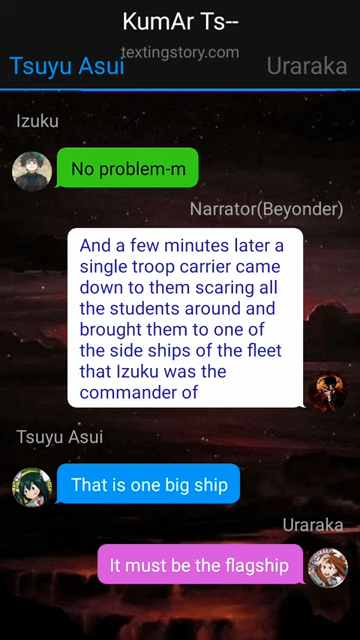 KumAr Ts--
textingstory.com
Tsuyu Asui
Uraraka
Izuku
No problem-m
Narrator(Beyonder)
And a few minutes later a
single troop carrier came
down to them scaring all
the students around and
brought them to one of
the side ships of the fleet
that Izuku was the
commander of
Tsuyu Asui
That is one big ship
Uraraka
It must be the flagship